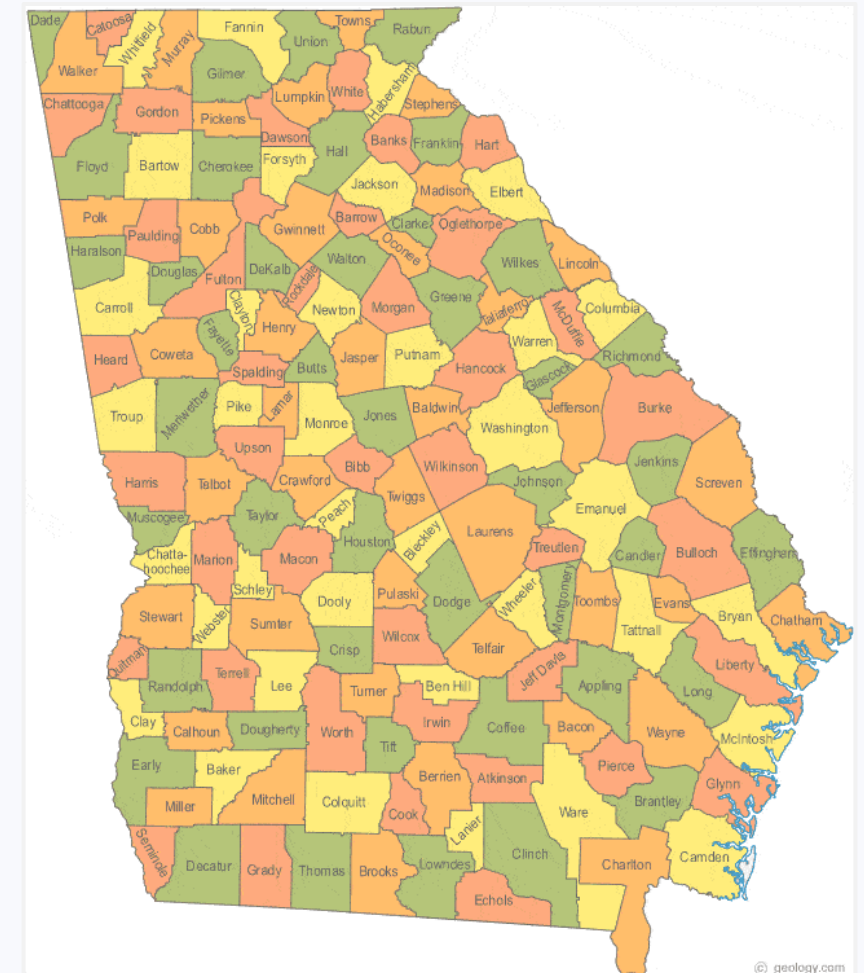 Dade
Catoosa
Whitfield
Murray
Fannin
Union
Towns
Rabun
Walker
Gilmer
Habersham
White
Lumpkin
Stephens
Chattooga
Gordon
Pickens
Dawson
Hall
Banks
Franklin
Hart
Floyd
Bartow
Cherokee
Forsyth
Jackson
Madison
Elbert
Polk
Paulding
Cobb
Gwinnett
Barrow
Clarke
Oglethorpe
Oconee
Haralson
Douglas
Fulton
DeKalb
Rockdale
Walton
Wilkes
Lincoln
Carroll
Clayton
Henry
Newton
Morgan
Greene
Taliaferro
McDuffie
Columbia
Fayette
Warren
Heard
Coweta
Spalding
Butts
Jasper
Putnam
Hancock
Glascock
Richmond
Troup
Meriwether
Pike
Lamar
Monroe
Jones
Baldwin
Washington
Jefferson
Burke
Upson
Bibb
Wilkinson
Jenkins
Screven
Harris
Talbot
Crawford
Twiggs
Johnson
Emanuel
Muscogee
Taylor
Peach
Houston
Bleckley
Laurens
Treutlen
Candler
Bulloch
Effingham
Chatta-
hoochee
Marion
Schley
Macon
Dooly
Pulaski
Dodge
Wheeler
Montgomery
Toombs
Evans
Tattnall
Bryan
Chatham
Stewart
Webster
Sumter
Crisp
Wilcox
Telfair
Jeff Davis
Appling
Long
Liberty
Quitman
Randolph
Terrell
Lee
Turner
Ben Hill
Clay
Calhoun
Dougherty
Worth
Tift
Irwin
Coffee
Bacon
Wayne
McIntosh
Early
Baker
Miller
Mitchell
Colquitt
Cook
Berrien
Atkinson
Ware
Pierce
Brantley
Glynn
Seminole
Decatur
Grady
Thomas
Brooks
Lowndes
Lanier
Clinch
Echols
Charlton
Camden
(c) geology.com